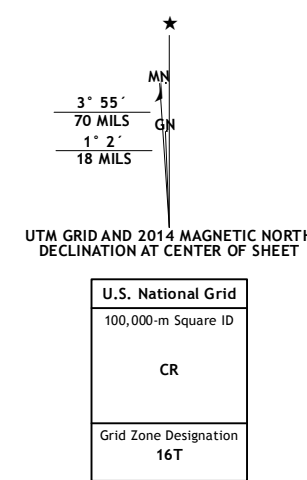 ★
MN
3° 55´
70 MILS
GN
1° 2´
18 MILS
UTM GRID AND 2014 MAGNETIC NORTH
DECLINATION AT CENTER OF SHEET
U.S. National Grid
100,000-m Square ID
CR
Grid Zone Designation
16T